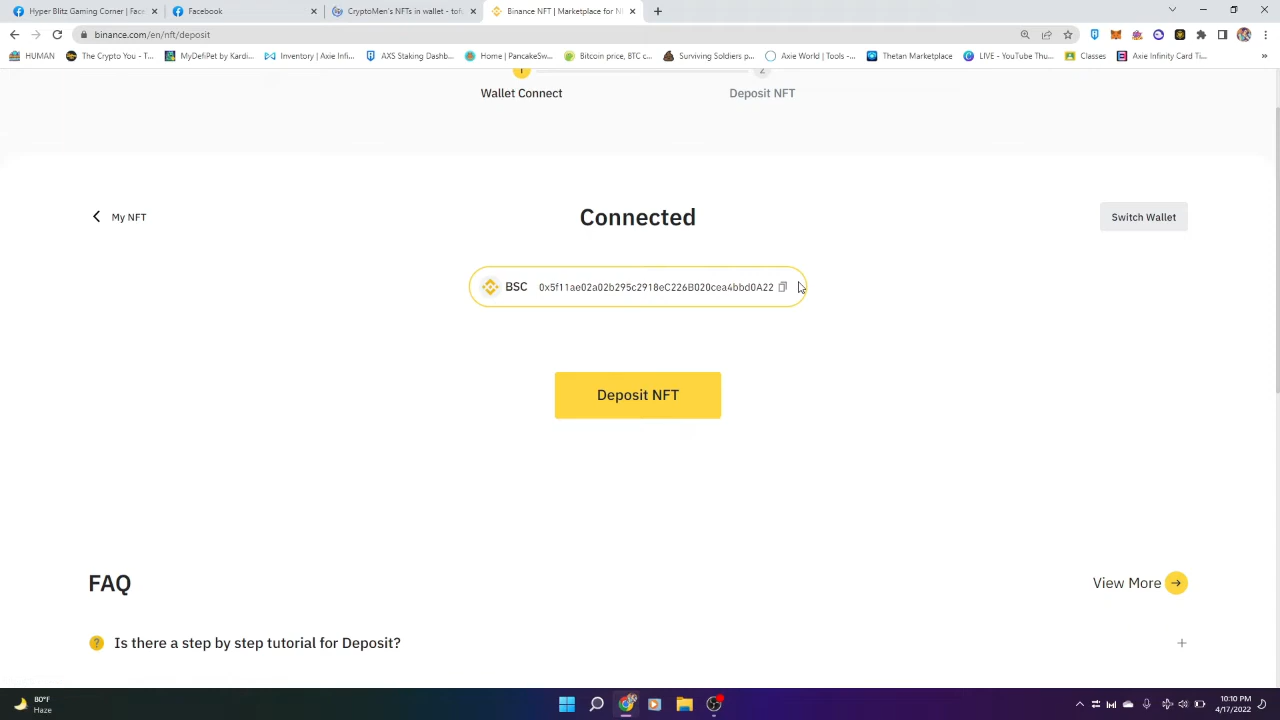 Hyper Blitz Gaming Corner | Face
Facebook
CryptoMen's NFTs in wallet - tofu
Binance NFT | Marketplace for N
binance.com/en/nft/deposit
HUMAN
The Crypto You - T...
MyDefiPet by Kardi...
Inventory | Axie Infi...
AXS Staking Dashb...
Home | PancakeSw...
Bitcoin price, BTC c...
Surviving Soldiers p...
Axie World | Tools -...
Thetan Marketplace
LIVE - YouTube Thu...
Classes
Axie Infinity Card Ti...
1
2
Wallet Connect
Deposit NFT
My NFT
Connected
Switch Wallet
BSC
0x5f11ae02a02b295c2918eC226B020cea4bbd0A22
Deposit NFT
FAQ
View More
Is there a step by step tutorial for Deposit?
80°F
Haze
10:10 PM
4/17/2022